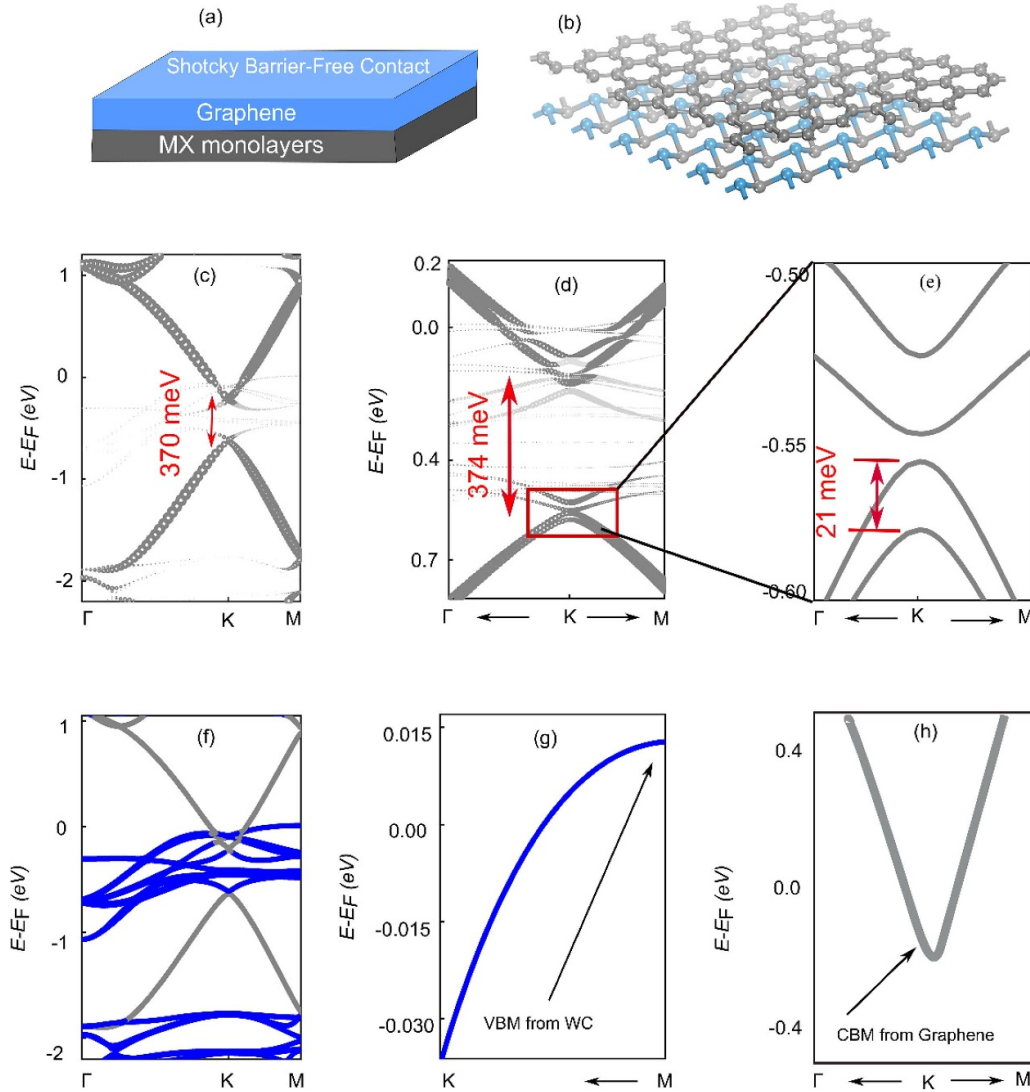 (a)
Shotcky Barrier-Free Contact
Graphene
MX monolayers
(b)
(c)
E-EF (eV)
1
0
-1
-2
370 meV
Γ K M
(d)
E-EF (eV)
0.2
0.0
0.4
0.7
374 meV
Γ K M
(e)
-0.50
-0.55
-0.60
21 meV
Γ K M
(f)
E-EF (eV)
1
0
-1
-2
Γ K M
(g)
E-EF (eV)
0.015
0.00
-0.015
-0.030
VBM from WC
K M
(h)
E-EF (eV)
0.4
0.0
-0.4
CBM from Graphene
Γ K M